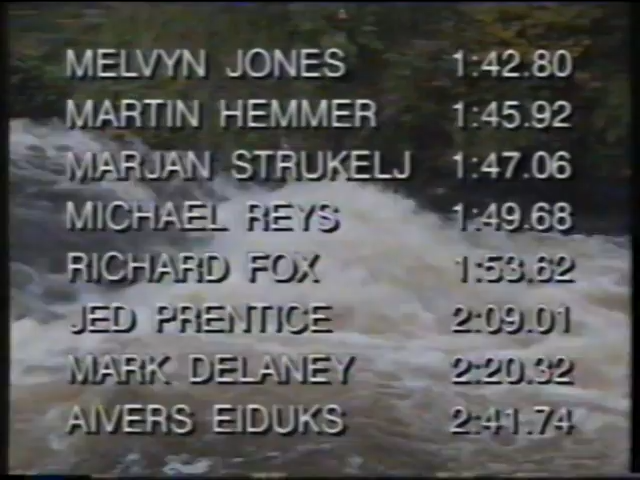 MELVYN JONES 1:42.80
MARTIN HEMMER 1:45.92
MARJAN STRUKELJ 1:47.06
MICHAEL REYS 1:49.68
RICHARD FOX 1:53.62
JED PRENTICE 2:09.01
MARK DELANEY 2:20.32
AIVERS EIDUKS 2:41.74